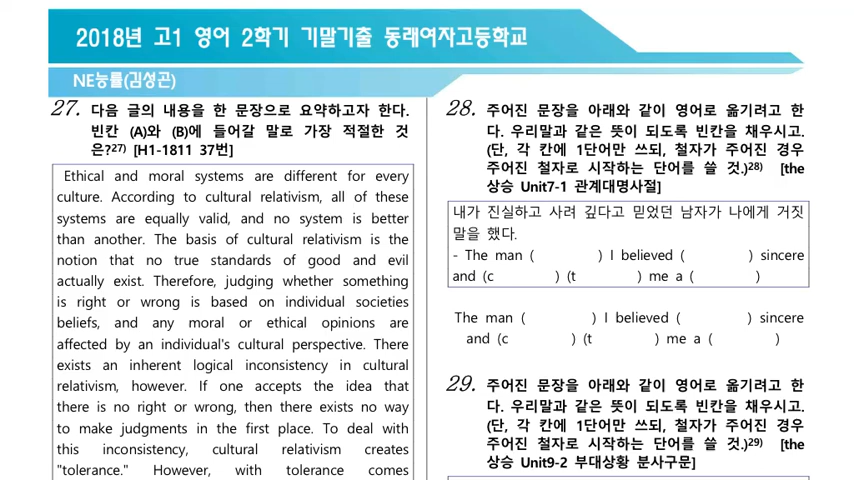 2018년 고1 영어 2학기 기말기출 동래여자고등학교
NE능률(김성곤)
27. 다음 글의 내용을 한 문장으로 요약하고자 한다.
빈칸 (A)와 (B)에 들어갈 말로 가장 적절한 것
은?27) [H1-1811 37번]
Ethical and moral systems are different for every
culture. According to cultural relativism, all of these
systems are equally valid, and no system is better
than another. The basis of cultural relativism is the
notion that no true standards of good and evil
actually exist. Therefore, judging whether something
is right or wrong is based on individual societies
beliefs, and any moral or ethical opinions are
affected by an individual's cultural perspective. There
exists an inherent logical inconsistency in cultural
relativism, however. If one accepts the idea that
there is no right or wrong, then there exists no way
to make judgments in the first place. To deal with
this inconsistency, cultural relativism creates
"tolerance." However, with tolerance comes
28. 주어진 문장을 아래와 같이 영어로 옮기려고 한
다. 우리말과 같은 뜻이 되도록 빈칸을 채우시고.
(단, 각 칸에 1단어만 쓰되, 철자가 주어진 경우
주어진 철자로 시작하는 단어를 쓸 것.)28) [the
상승 Unit7-1 관계대명사절]
내가 진실하고 사려 깊다고 믿었던 남자가 나에게 거짓
말을 했다.
- The man ( ) I believed ( ) sincere
and (c ) (t ) me a ( )
The man ( ) I believed ( ) sincere
and (c ) (t ) me a ( )
29. 주어진 문장을 아래와 같이 영어로 옮기려고 한
다. 우리말과 같은 뜻이 되도록 빈칸을 채우시고.
(단, 각 칸에 1단어만 쓰되, 철자가 주어진 경우
주어진 철자로 시작하는 단어를 쓸 것.)29) [the
상승 Unit9-2 부대상황 분사구문]